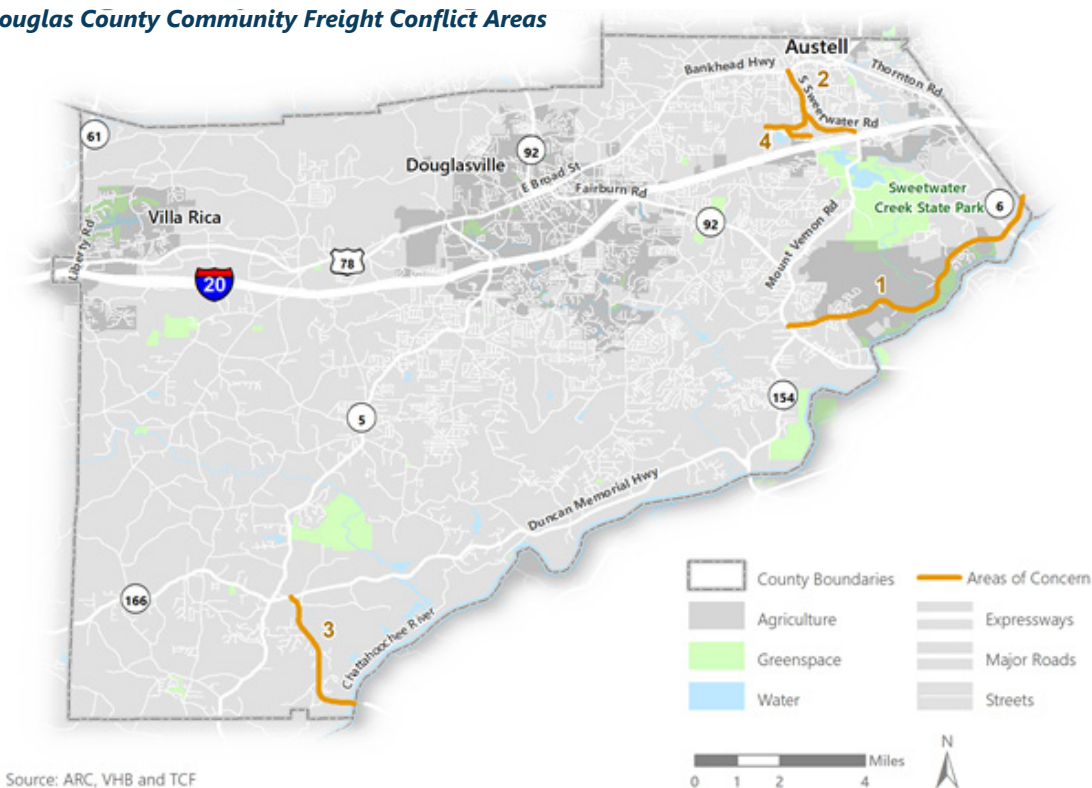 ouglas County Community Freight Conflict Areas
Austell
Bankhead Hwy
Thornton Rd
2
S Sweetwater Rd
61
4
92
Douglasville
E Broad St
Fairburn Rd
Sweetwater
Creek State Park
6
Villa Rica
92
Liberty Rd
78
Mount Vernon Rd
20
1
154
5
Duncan Memorial Hwy
County Boundaries
Areas of Concern
Agriculture
Expressways
166
3
Chattahoochee River
Greenspace
Major Roads
Water
Streets
N
Miles
0 1 2 4
Source: ARC, VHB and TCF